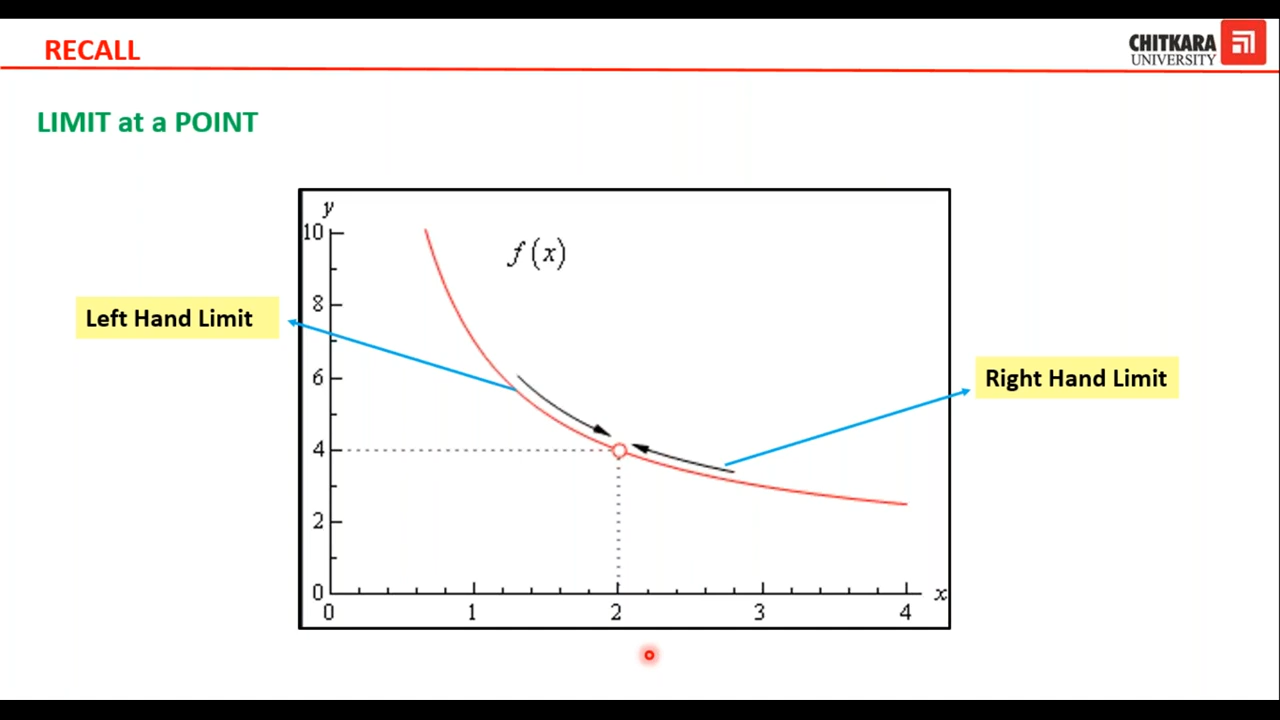 RECALL
CHITKARA
UNIVERSITY
LIMIT at a POINT
y
10
f(x)
8
Left Hand Limit
6
Right Hand Limit
4
2
0
x
0 1 2 3 4